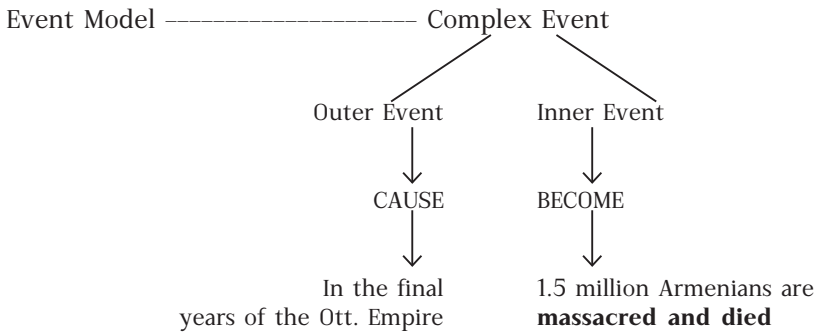 Event Model ——————————— Complex Event
Outer Event Inner Event
CAUSE BECOME
In the final 1.5 million Armenians are
years of the Ott. Empire massacred and died